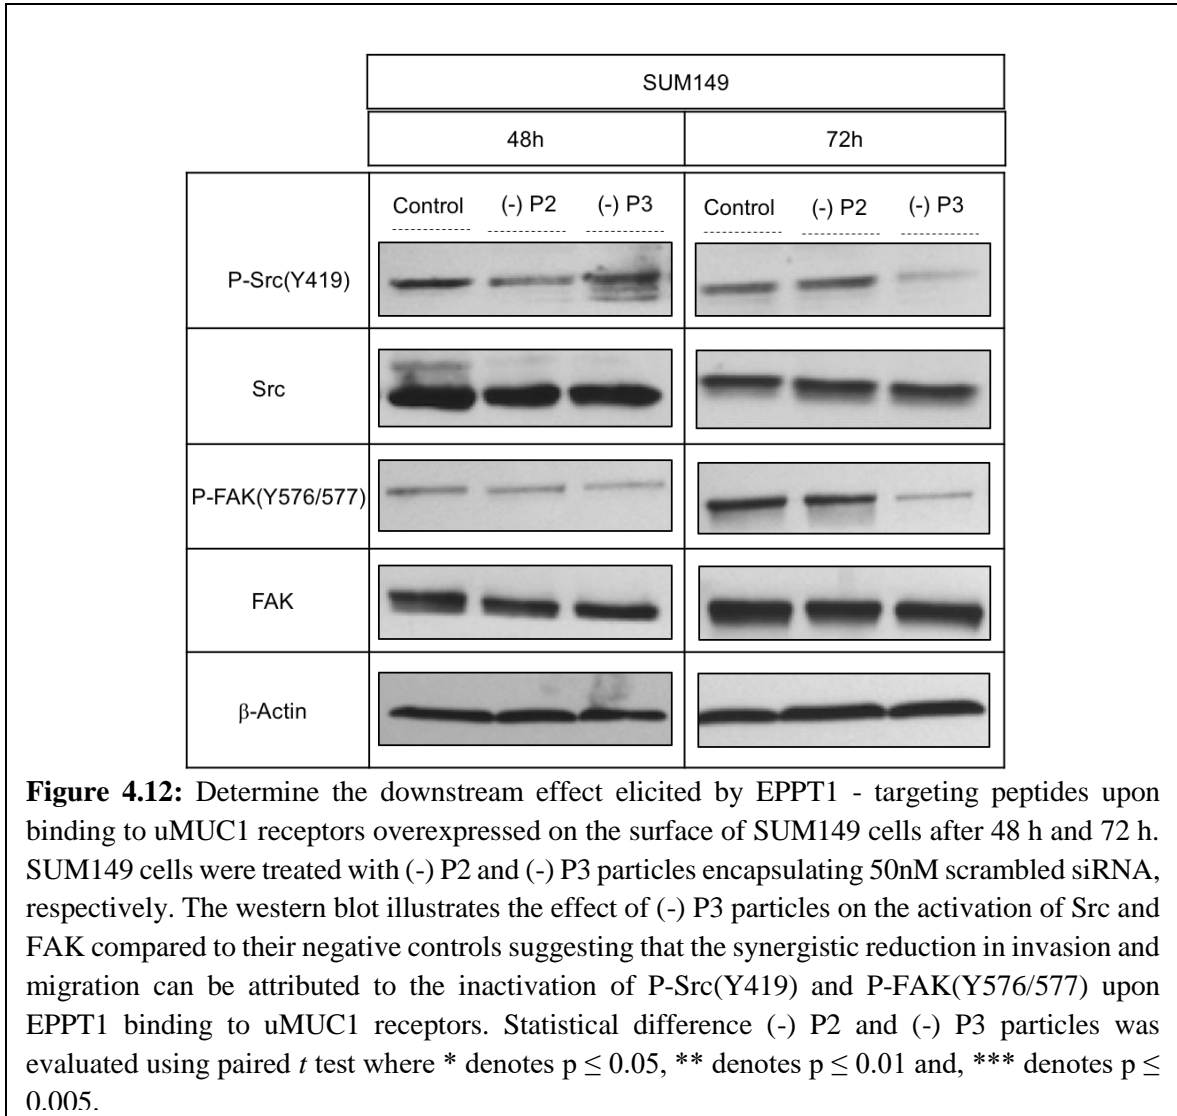 SUM149
48h 72h
Control (-) P2 (-) P3 Control (-) P2 (-) P3
P-Src(Y419)
Src
P-FAK(Y576/577)
FAK
β-Actin
Figure 4.12: Determine the downstream effect elicited by EPPT1 - targeting peptides upon
binding to uMUC1 receptors overexpressed on the surface of SUM149 cells after 48 h and 72 h.
SUM149 cells were treated with (-) P2 and (-) P3 particles encapsulating 50nM scrambled siRNA,
respectively. The western blot illustrates the effect of (-) P3 particles on the activation of Src and
FAK compared to their negative controls suggesting that the synergistic reduction in invasion and
migration can be attributed to the inactivation of P-Src(Y419) and P-FAK(Y576/577) upon
EPPT1 binding to uMUC1 receptors. Statistical difference (-) P2 and (-) P3 particles was
evaluated using paired t test where * denotes p ≤ 0.05, ** denotes p ≤ 0.01 and, *** denotes p ≤
0.005.